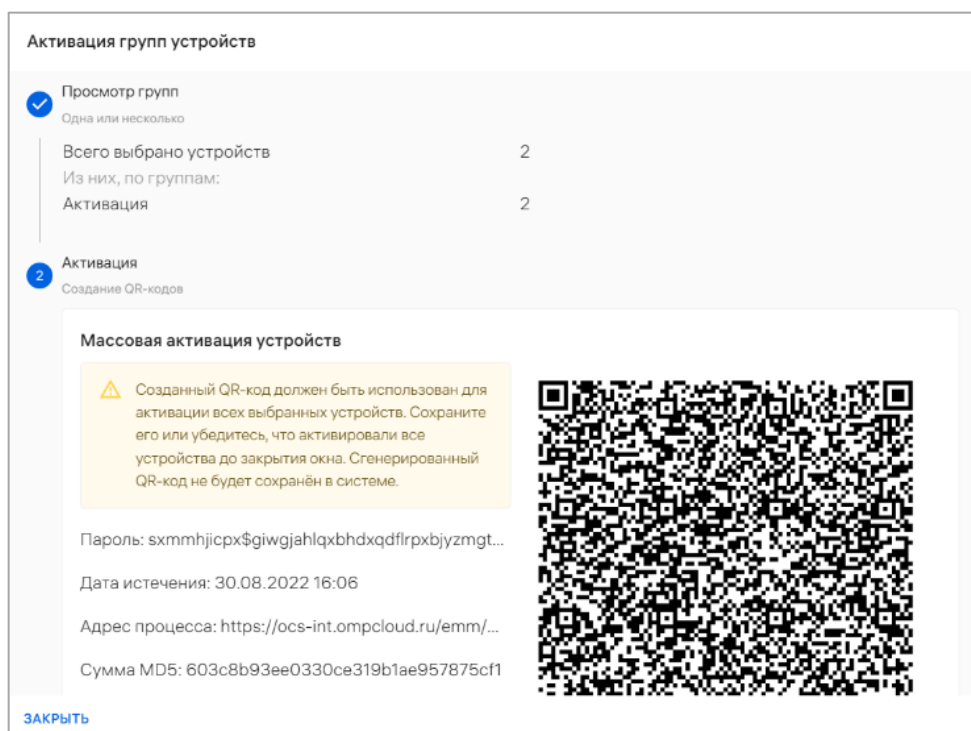 Активация групп устройств
Просмотр групп
Одна или несколько
Всего выбрано устройств 2
Из них, по группам:
Активация 2
2 Активация
Создание QR-кодов
Массовая активация устройств
Созданный QR-код должен быть использован для
активации всех выбранных устройств. Сохраните
его или убедитесь, что активировали все
устройства до закрытия окна. Сгенерированный
QR-код не будет сохранён в системе.
Пароль: sxmmhjicpx$giwgjahlqxbhdxqdflrpxbjyzmgt...
Дата истечения: 30.08.2022 16:06
Адрес процесса: https://ocs-int.ompcloud.ru/emm/...
Сумма MD5: 603c8b93ee0330ce319b1ae957875cf1
ЗАКРЫТЬ